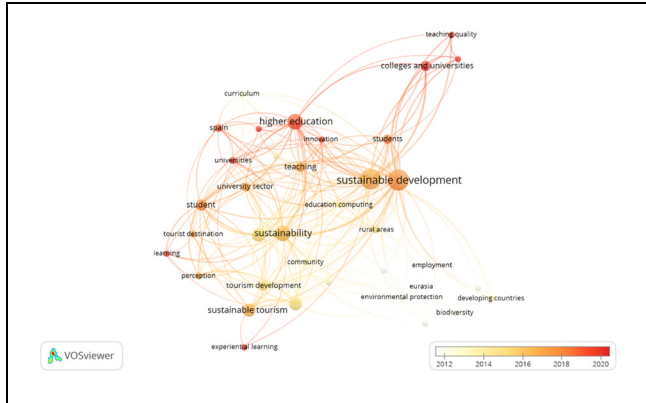 teaching quality
colleges and universities
curriculum
higher education
spain
innovation
students
universities
teaching
sustainable development
university sector
student
education computing
tourist destination
sustainability
rural areas
learning
community
employment
perception
tourism development
eurasia
environmental protection
developing countries
sustainable tourism
biodiversity
experiential learning
VOSviewer
2012 2014 2016 2018 2020